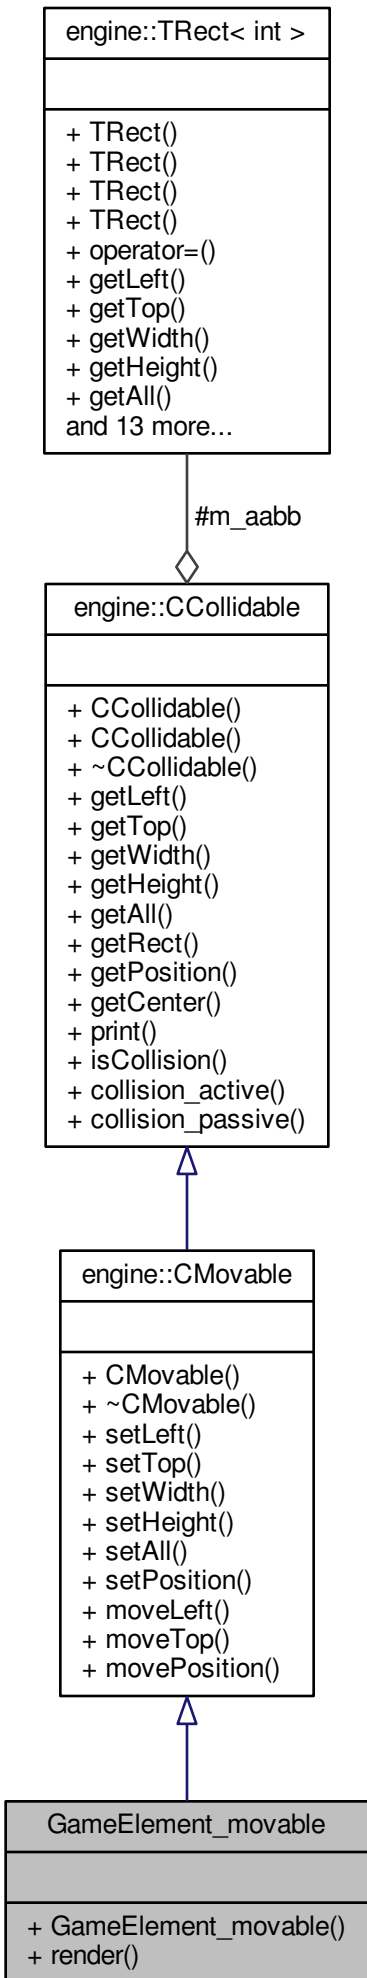 engine::TRect< int >
+ TRect()
+ TRect()
+ TRect()
+ TRect()
+ operator=()
+ getLeft()
+ getTop()
+ getWidth()
+ getHeight()
+ getAll()
and 13 more...
#m_aabb
engine::CCollidable
+ CCollidable()
+ CCollidable()
+ ~CCollidable()
+ getLeft()
+ getTop()
+ getWidth()
+ getHeight()
+ getAll()
+ getRect()
+ getPosition()
+ getCenter()
+ print()
+ isCollision()
+ collision_active()
+ collision_passive()
engine::CMovable
+ CMovable()
+ ~CMovable()
+ setLeft()
+ setTop()
+ setWidth()
+ setHeight()
+ setAll()
+ setPosition()
+ moveLeft()
+ moveTop()
+ movePosition()
GameElement_movable
+ GameElement_movable()
+ render()